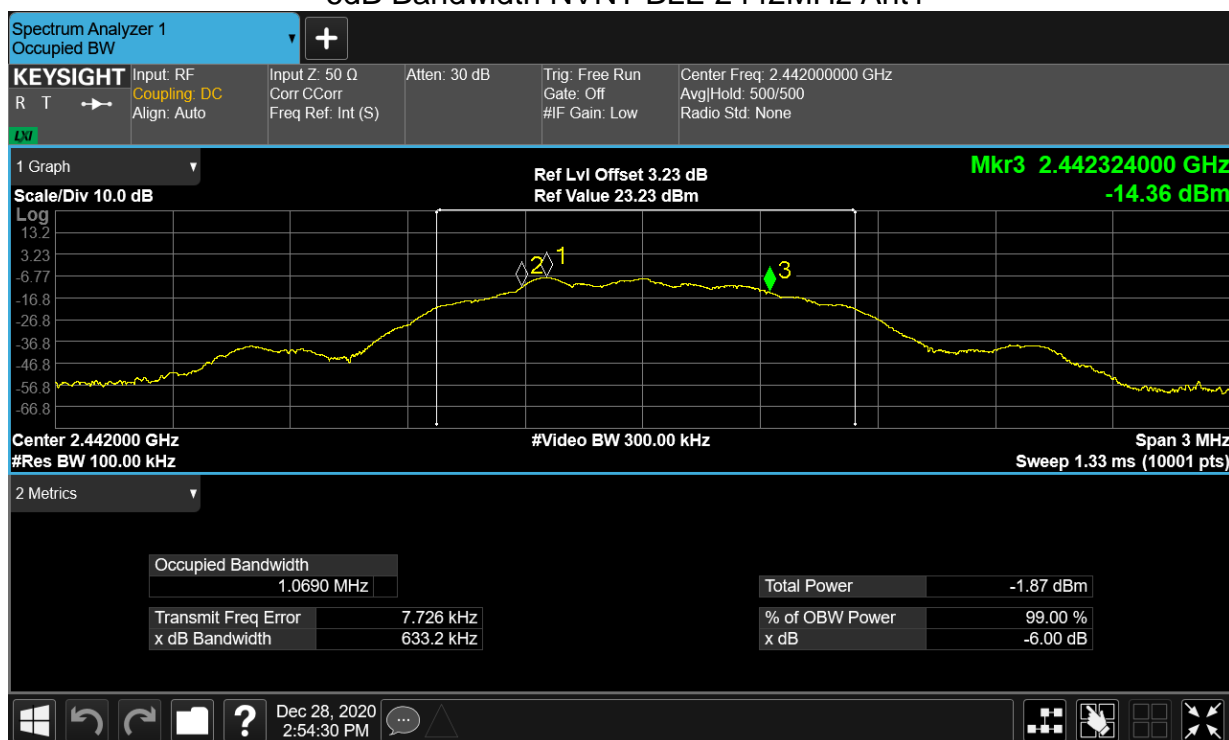 -6dB Bandwidth NVNT BLE 2442MHz Ant1
Spectrum Analyzer 1
Occupied BW
KEYSIGHT
R T
LXI
Input: RF
Coupling: DC
Align: Auto
Input Z: 50 Ω
Corr CCorr
Freq Ref: Int (S)
Atten: 30 dB
Trig: Free Run
Gate: Off
#IF Gain: Low
Center Freq: 2.442000000 GHz
Avg|Hold: 500/500
Radio Std: None
1 Graph
Scale/Div 10.0 dB
Ref Lvl Offset 3.23 dB
Ref Value 23.23 dBm
Mkr3 2.442324000 GHz
-14.36 dBm
Log
13.2
3.23
-6.77
-16.8
-26.8
-36.8
-46.8
-56.8
-66.8
2
1
3
Center 2.442000 GHz
#Video BW 300.00 kHz
Span 3 MHz
#Res BW 100.00 kHz
Sweep 1.33 ms (10001 pts)
2 Metrics
Occupied Bandwidth
1.0690 MHz
Total Power -1.87 dBm
Transmit Freq Error 7.726 kHz
% of OBW Power 99.00 %
x dB Bandwidth 633.2 kHz
x dB -6.00 dB
?
Dec 28, 2020
2:54:30 PM